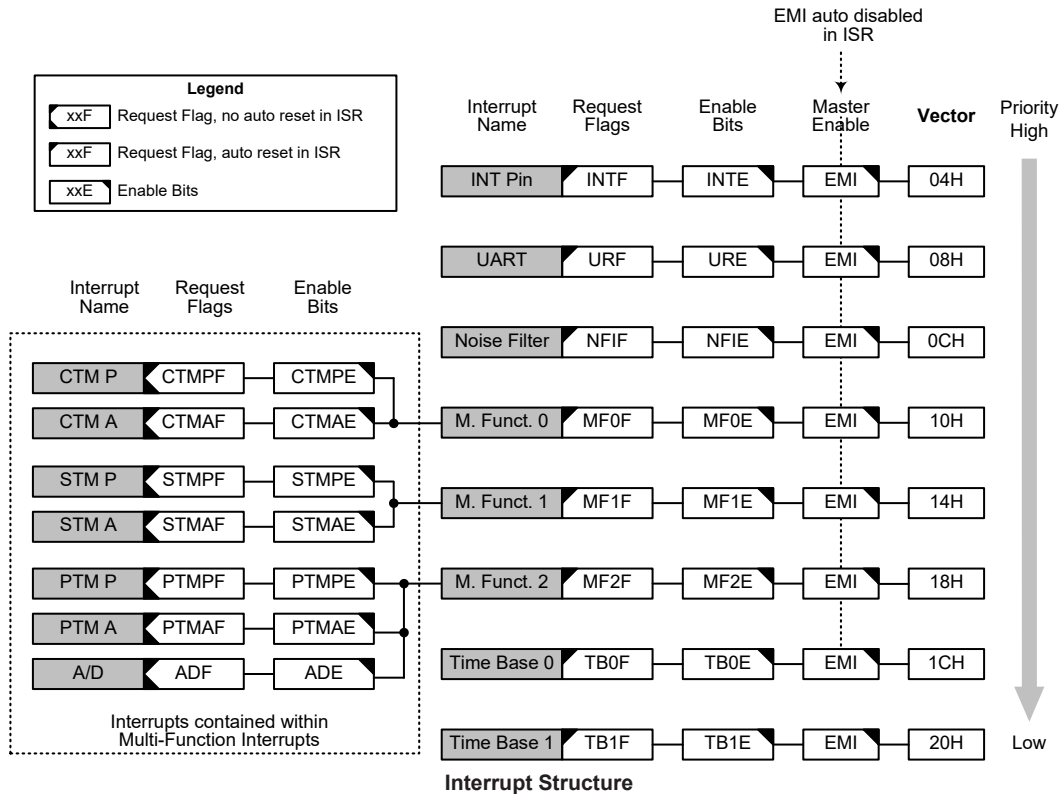 EMI auto disabled
in ISR
Legend
xxF Request Flag, no auto reset in ISR
xxF Request Flag, auto reset in ISR
xxE Enable Bits
Interrupt
Name
Request
Flags
Enable
Bits
Master
Enable
Vector
Priority
High
INT Pin INTF INTE EMI 04H
UART URF URE EMI 08H
Noise Filter NFIF NFIE EMI 0CH
M. Funct. 0 MF0F MF0E EMI 10H
M. Funct. 1 MF1F MF1E EMI 14H
M. Funct. 2 MF2F MF2E EMI 18H
Time Base 0 TB0F TB0E EMI 1CH
Time Base 1 TB1F TB1E EMI 20H
Low
Interrupt
Name
Request
Flags
Enable
Bits
CTM P CTMPF CTMPE
CTM A CTMAF CTMAE
STM P STMPF STMPE
STM A STMAF STMAE
PTM P PTMPF PTMPE
PTM A PTMAF PTMAE
A/D ADF ADE
Interrupts contained within
Multi-Function Interrupts
Interrupt Structure